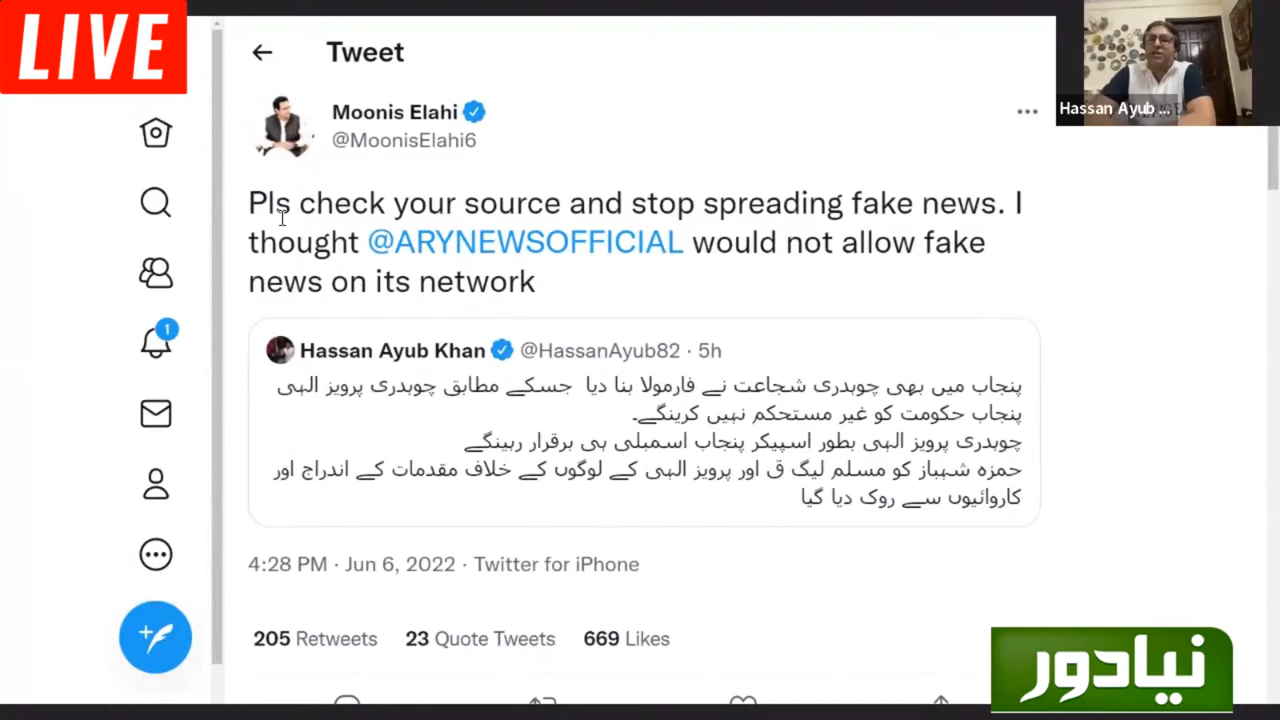 LIVE
Tweet
Moonis Elahi
@MoonisElahi6
Hassan Ayub ...
Pls check your source and stop spreading fake news. I
thought @ARYNEWSOFFICIAL would not allow fake
news on its network
1
Hassan Ayub Khan @HassanAyub82 · 5h
پنجاب میں بھی چوہدری شجاعت نے فارمولا بنا دیا جسکے مطابق چوہدری پرویز الہی
پنجاب حکومت کو غیر مستحکم نہیں کرینگے۔
چوہدری پرویز الہی بطور اسپیکر پنجاب اسمبلی ہی برقرار رہینگے
حمزہ شہباز کو مسلم لیگ ق اور پرویز الہی کے لوگوں کے خلاف مقدمات کے اندراج اور
کاروائیوں سے روک دیا گیا
4:28 PM · Jun 6, 2022 · Twitter for iPhone
205 Retweets 23 Quote Tweets 669 Likes
نیادور